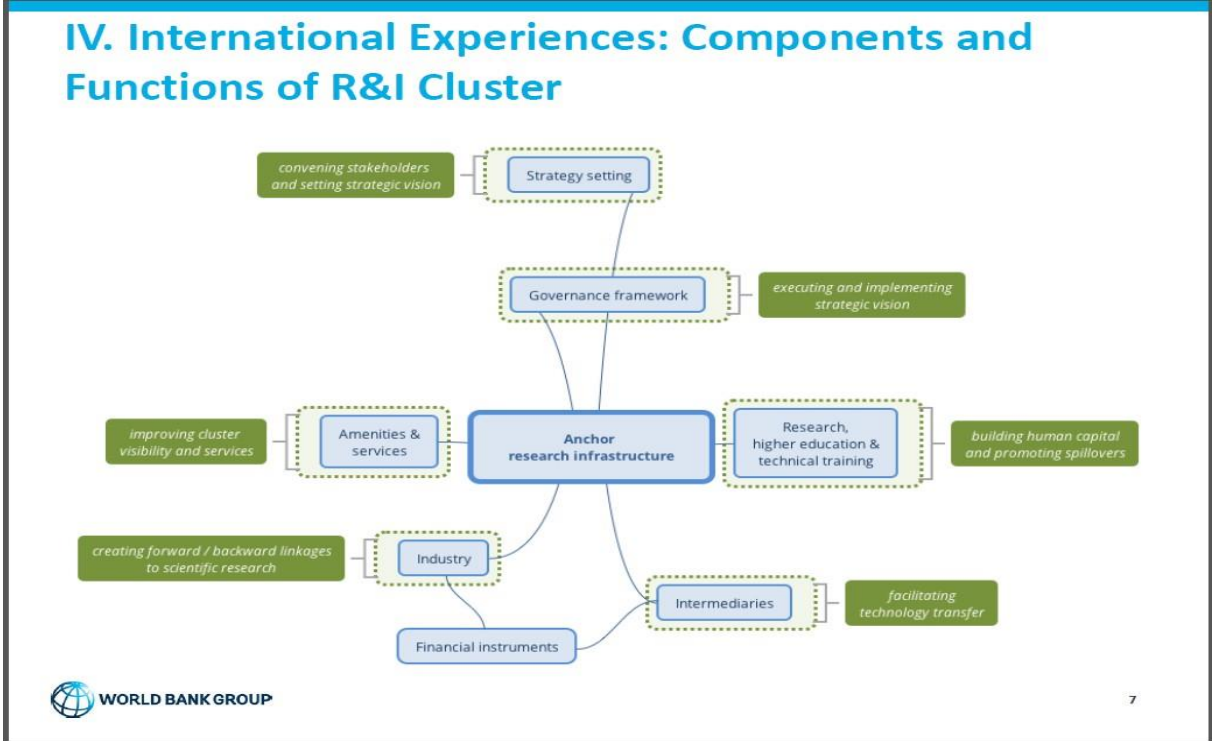 IV. International Experiences: Components and
Functions of R&I Cluster
convening stakeholders
and setting strategic vision
Strategy setting
Governance framework
executing and implementing
strategic vision
improving cluster
visibility and services
Amenities &
services
Anchor
research infrastructure
Research,
higher education &
technical training
building human capital
and promoting spillovers
creating forward / backward linkages
to scientific research
Industry
Intermediaries
facilitating
technology transfer
Financial instruments
WORLD BANK GROUP
7